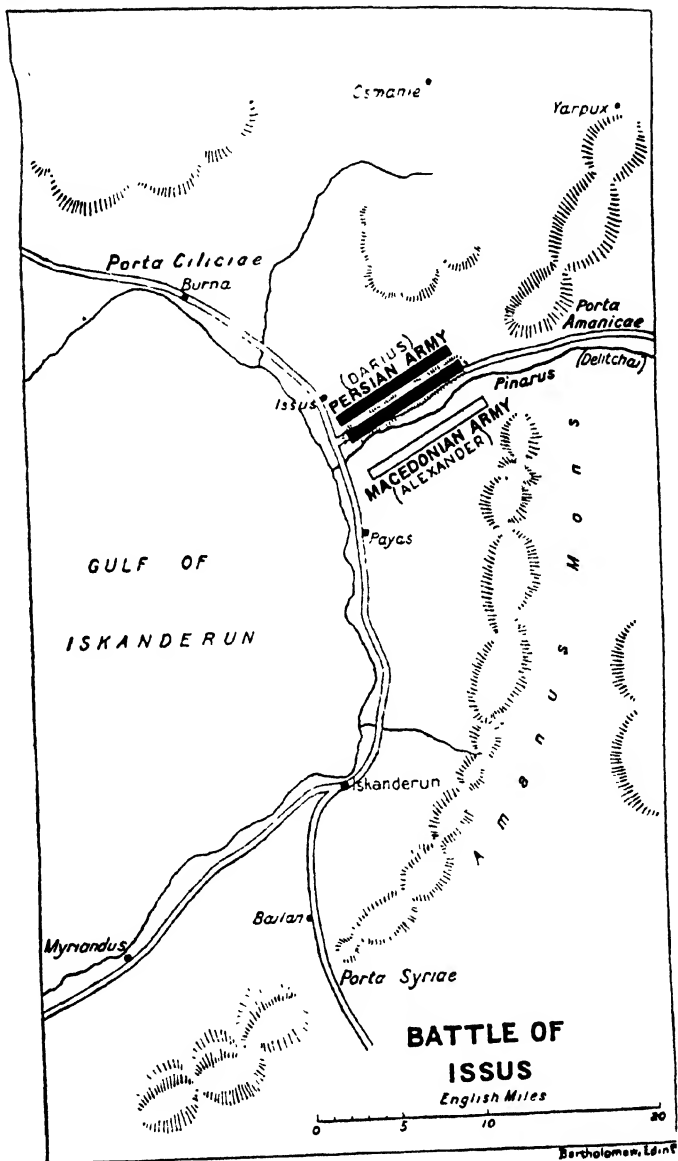 Osmanie
Yarpux
Porta Ciliciae
Burna
Porta
Amanicae
(DARIUS)
PERSIAN ARMY
(Delitchai)
Issus
Pinarus
MACEDONIAN ARMY
(ALEXANDER)
Payas
GULF OF
ISKANDERUN
Amanus Mons
Iskanderun
Bailan
Myriandus
Porta Syriae
BATTLE OF
ISSUS
English Miles
0 5 10 20
Bartholomew, Edinr